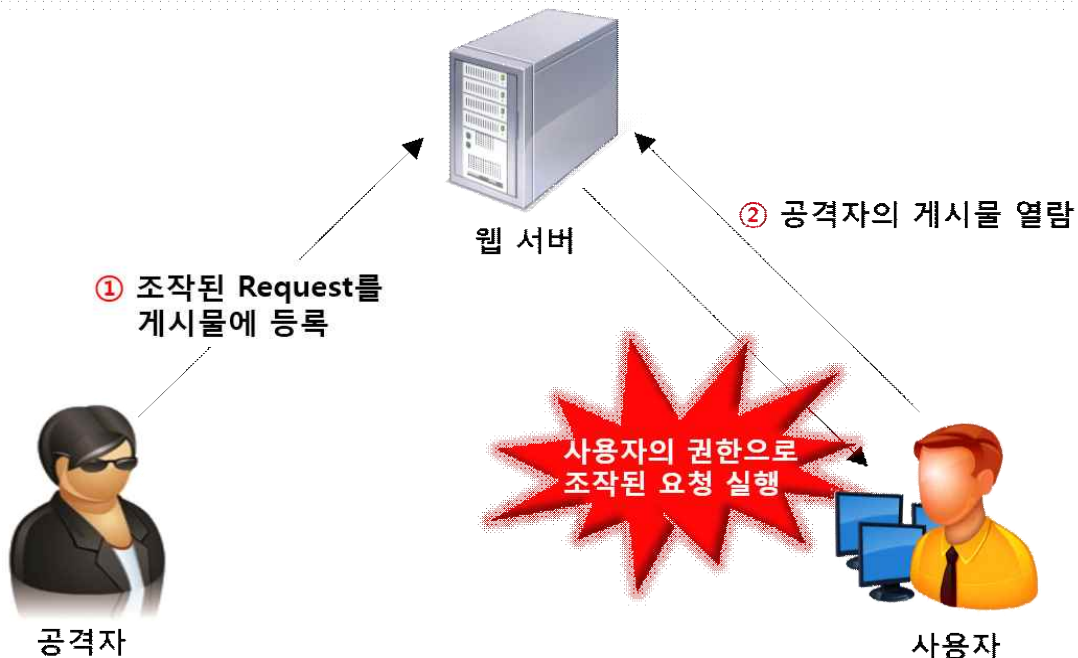 웹 서버
② 공격자의 게시물 열람
① 조작된 Request를
게시물에 등록
사용자의 권한으로
조작된 요청 실행
공격자
사용자